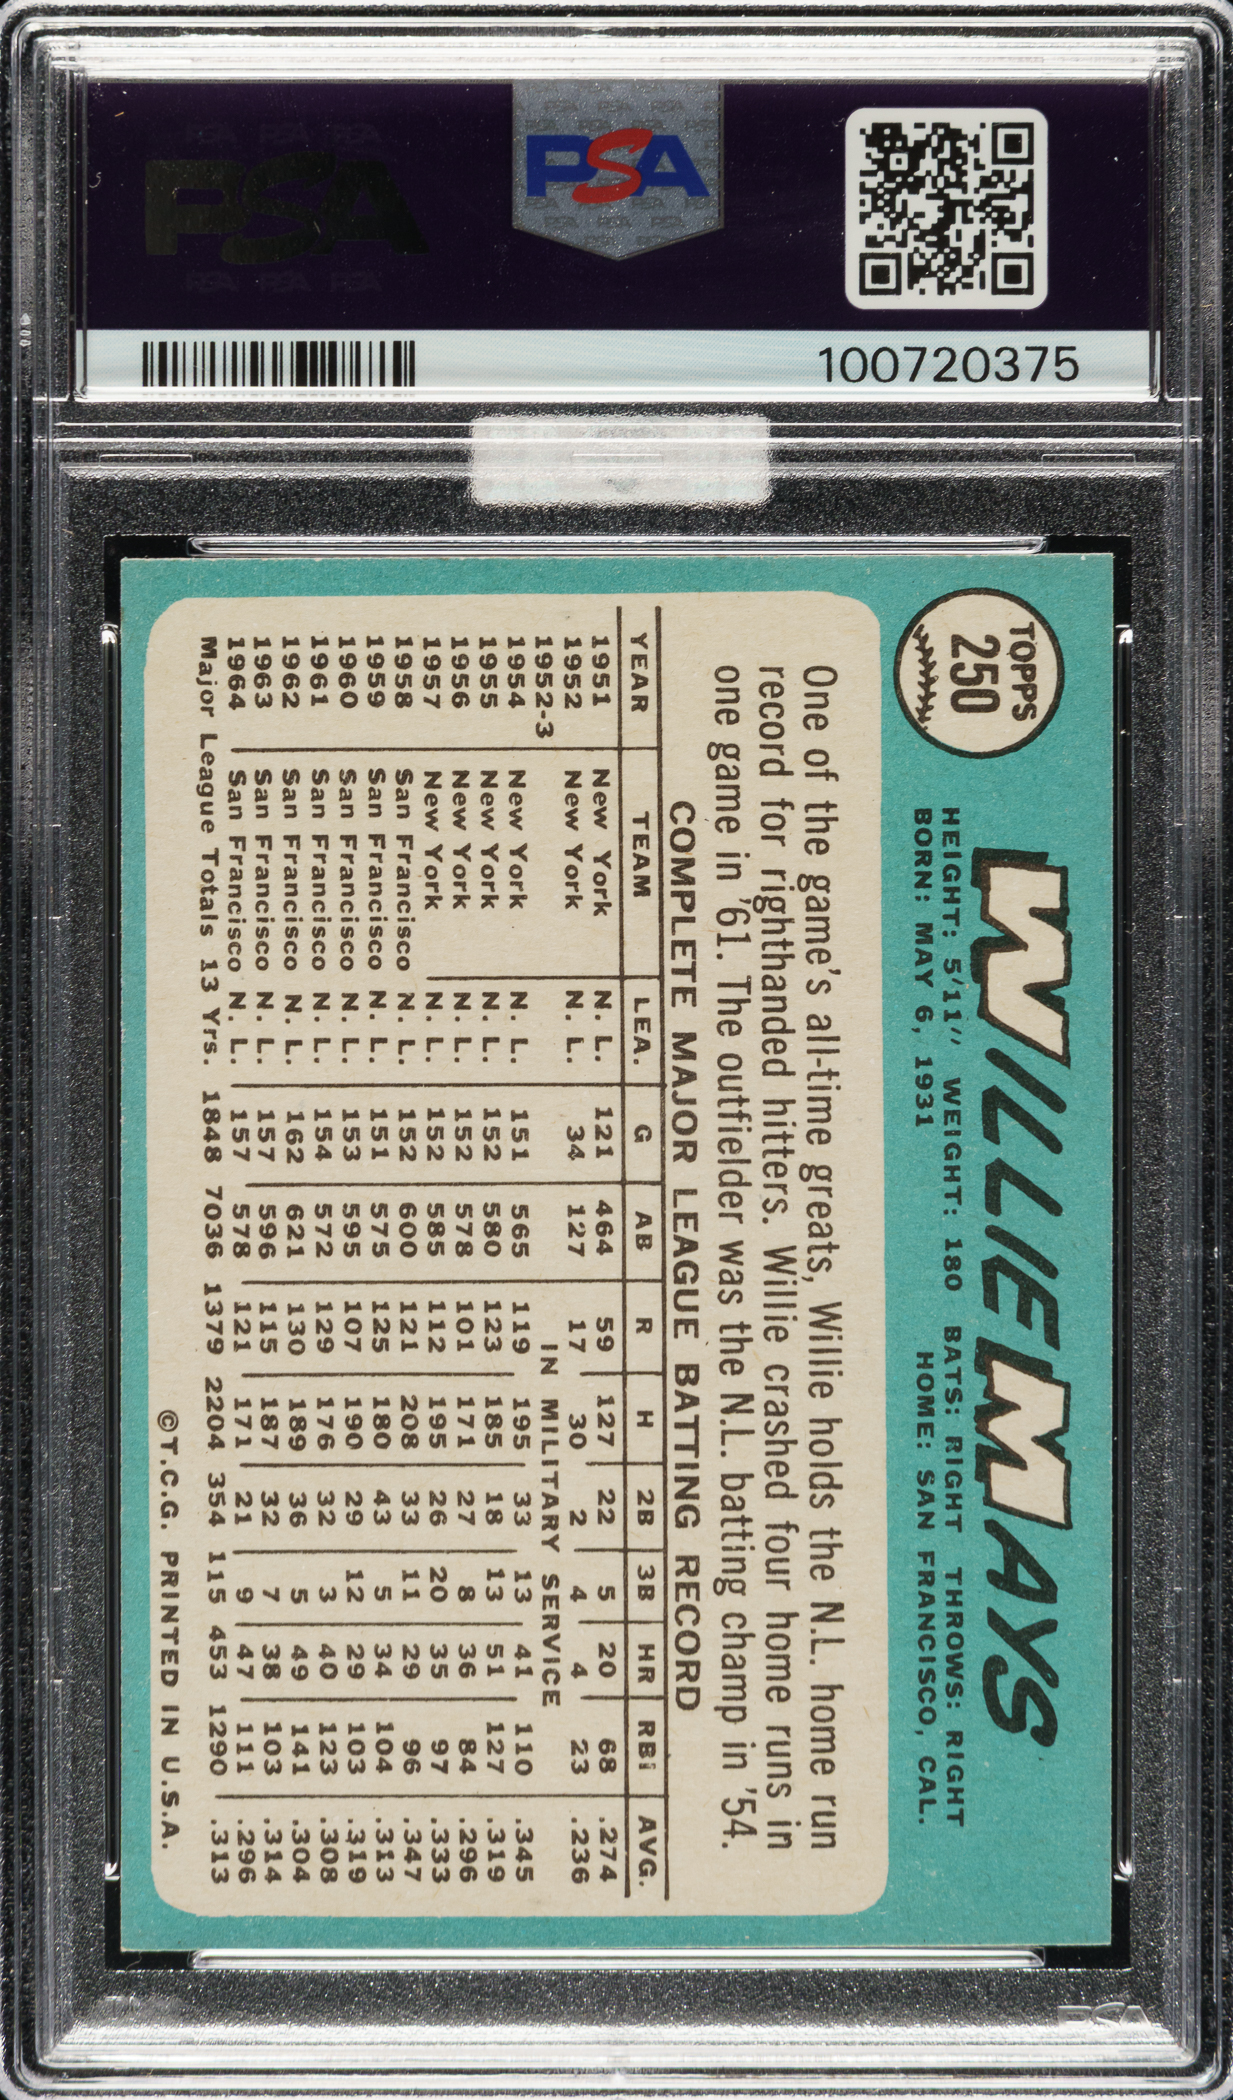 PSA
PSA
100720375
TOPPS
250
WILLIE MAYS
HEIGHT: 5'11" WEIGHT: 180 BATS: RIGHT THROWS: RIGHT
BORN: MAY 6, 1931 HOME: SAN FRANCISCO, CAL.
One of the game's all-time greats, Willie holds the N.L. home run
record for righthanded hitters. Willie crashed four home runs in
one game in '61. The outfielder was the N.L. batting champ in '54.
COMPLETE MAJOR LEAGUE BATTING RECORD
YEAR TEAM LEA. G AB R H 2B 3B HR RBI AVG.
1951 New York N. L. 121 464 59 127 22 5 20 68 .274
1952 New York N. L. 34 127 17 30 2 4 4 23 .236
1952-3 IN MILITARY SERVICE
1954 New York N. L. 151 565 119 195 33 13 41 110 .345
1955 New York N. L. 152 580 123 185 18 13 51 127 .319
1956 New York N. L. 152 578 101 171 27 8 36 84 .296
1957 New York N. L. 152 585 112 195 26 20 35 97 .333
1958 San Francisco N. L. 152 600 121 208 33 11 29 96 .347
1959 San Francisco N. L. 151 575 125 180 43 5 34 104 .313
1960 San Francisco N. L. 153 595 107 190 29 12 29 103 .319
1961 San Francisco N. L. 154 572 129 176 32 3 40 123 .308
1962 San Francisco N. L. 162 621 130 189 36 5 49 141 .304
1963 San Francisco N. L. 157 596 115 187 32 7 38 103 .314
1964 San Francisco N. L. 157 578 121 171 21 9 47 111 .296
Major League Totals 13 Yrs. 1848 7036 1379 2204 354 115 453 1290 .313
©T.C.G. PRINTED IN U.S.A.
PSA